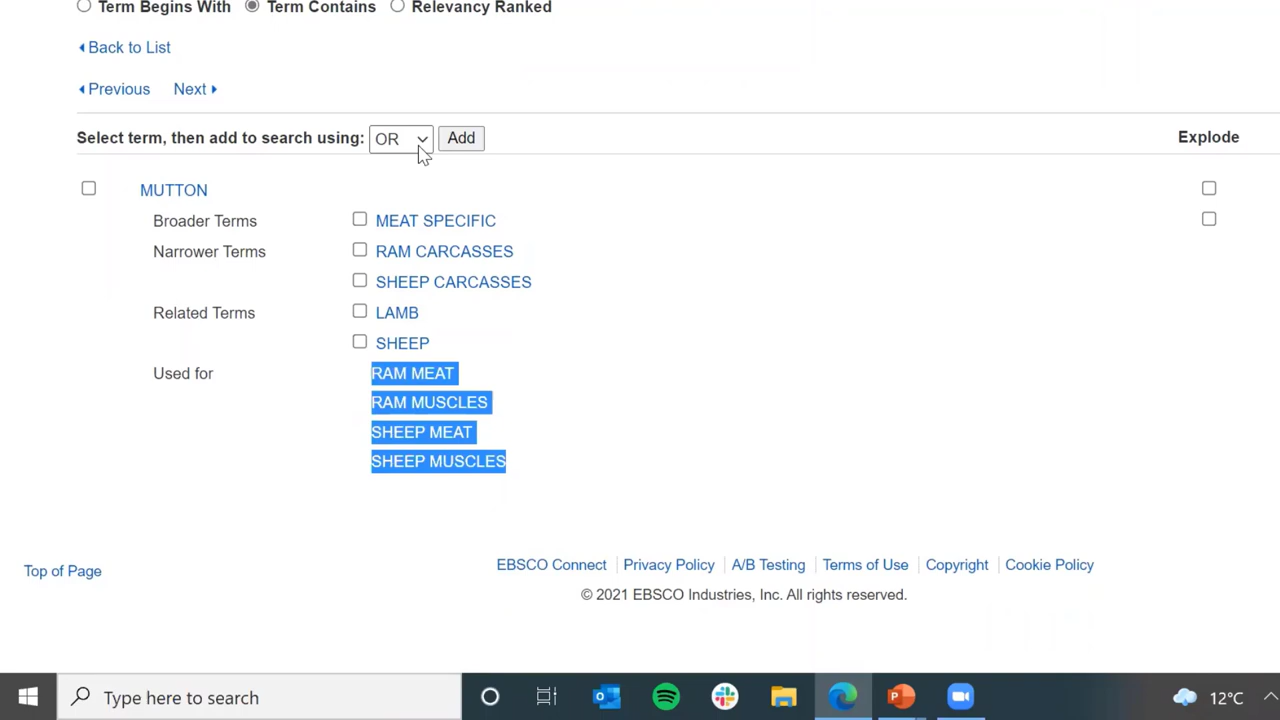 Term Begins With Term Contains Relevancy Ranked
Back to List
Previous Next
Select term, then add to search using: OR Add Explode
MUTTON
Broader Terms MEAT SPECIFIC
Narrower Terms RAM CARCASSES
SHEEP CARCASSES
Related Terms LAMB
SHEEP
Used for RAM MEAT
RAM MUSCLES
SHEEP MEAT
SHEEP MUSCLES
Top of Page EBSCO Connect Privacy Policy A/B Testing Terms of Use Copyright Cookie Policy
© 2021 EBSCO Industries, Inc. All rights reserved.
Type here to search 12°C